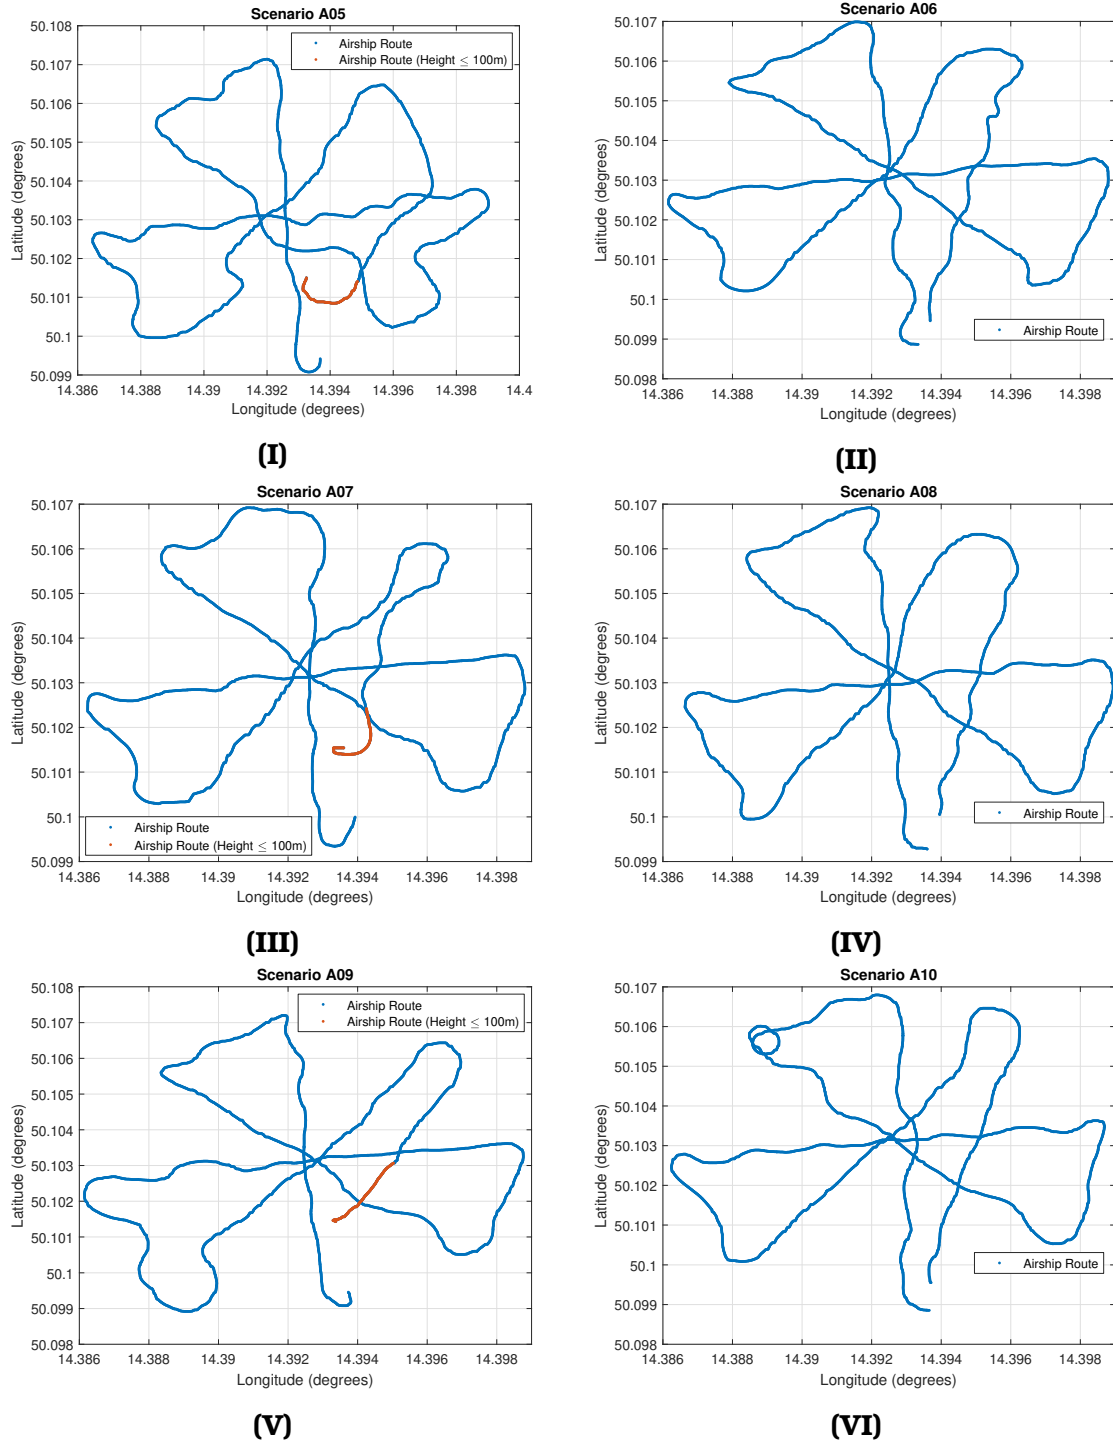 Scenario A05
50.108
50.107
50.106
50.105
50.104
50.103
50.102
50.101
50.1
50.099
Latitude (degrees)
Airship Route
Airship Route (Height ≤ 100m)
14.386 14.388 14.39 14.392 14.394 14.396 14.398 14.4
Longitude (degrees)
(I)
Scenario A06
50.107
50.106
50.105
50.104
50.103
50.102
50.101
50.1
50.099
50.098
Latitude (degrees)
Airship Route
14.386 14.388 14.39 14.392 14.394 14.396 14.398
Longitude (degrees)
(II)
Scenario A07
50.107
50.106
50.105
50.104
50.103
50.102
50.101
50.1
50.099
Latitude (degrees)
Airship Route
Airship Route (Height ≤ 100m)
14.386 14.388 14.39 14.392 14.394 14.396 14.398
Longitude (degrees)
(III)
Scenario A08
50.107
50.106
50.105
50.104
50.103
50.102
50.101
50.1
50.099
Latitude (degrees)
Airship Route
14.386 14.388 14.39 14.392 14.394 14.396 14.398
Longitude (degrees)
(IV)
Scenario A09
50.108
50.107
50.106
50.105
50.104
50.103
50.102
50.101
50.1
50.099
50.098
Latitude (degrees)
Airship Route
Airship Route (Height ≤ 100m)
14.386 14.388 14.39 14.392 14.394 14.396 14.398
Longitude (degrees)
(V)
Scenario A10
50.107
50.106
50.105
50.104
50.103
50.102
50.101
50.1
50.099
50.098
Latitude (degrees)
Airship Route
14.386 14.388 14.39 14.392 14.394 14.396 14.398
Longitude (degrees)
(VI)